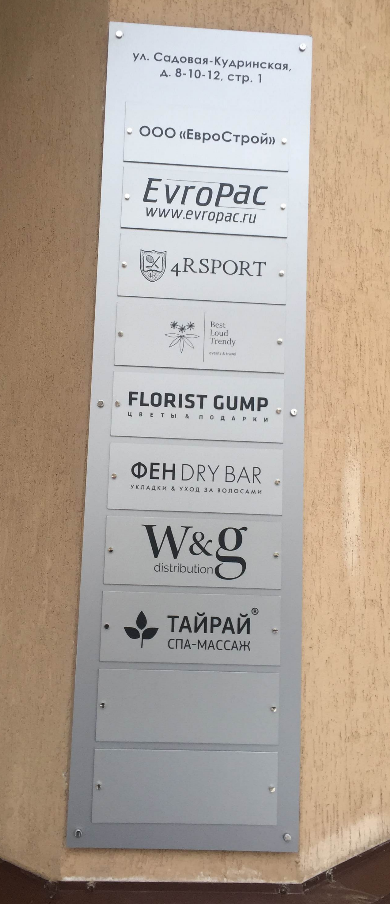 ул. Садовая-Кудринская,
д. 8-10-12, стр. 1
ООО «ЕвроСтрой»
EvroPac
www.evropac.ru
4RSPORT
Best
Loud
Trendy
FLORIST GUMP
ЦВЕТЫ & ПОДАРКИ
ФЕН DRY BAR
УКЛАДКИ & УХОД ЗА ВОЛОСАМИ
W&g
distribution
ТАЙРАЙ®
СПА-МАССАЖ